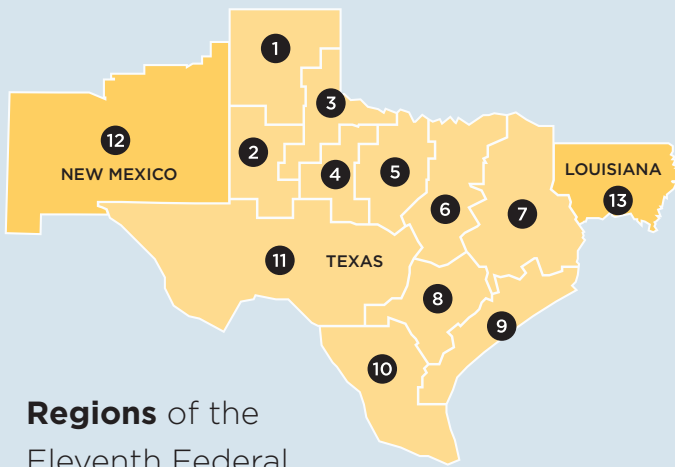 1
3
12
NEW MEXICO
2
4
5
LOUISIANA
13
6
7
11
TEXAS
8
9
10
Regions of the
Eleventh Federal